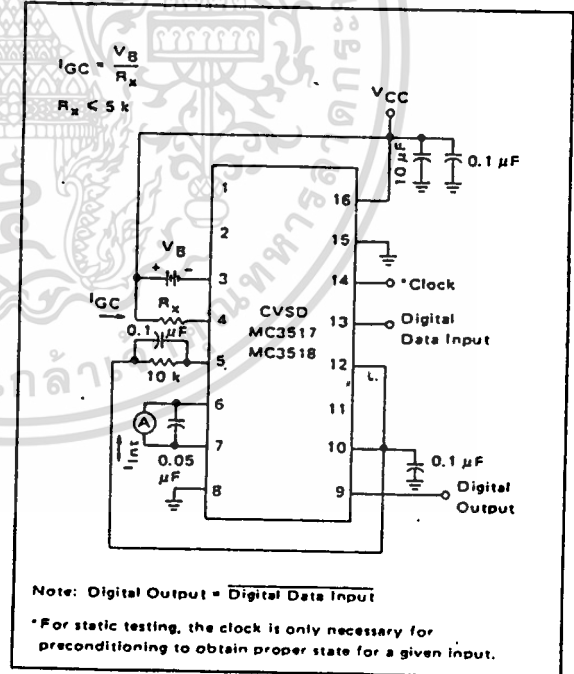 I_GC = V_B / R_x
R_x < 5 k
V_CC
10 μF
0.1 μF
1
2
3
4
5
6
7
8
16
15
14
13
12
11
10
9
V_B
+ -
I_GC
R_x
0.1 μF
10 k
A
I_Int
0.05 μF
CVSD
MC3517
MC3518
*Clock
Digital
Data Input
0.1 μF
Digital
Output
Note: Digital Output = Digital Data Input
*For static testing, the clock is only necessary for
preconditioning to obtain proper state for a given input.